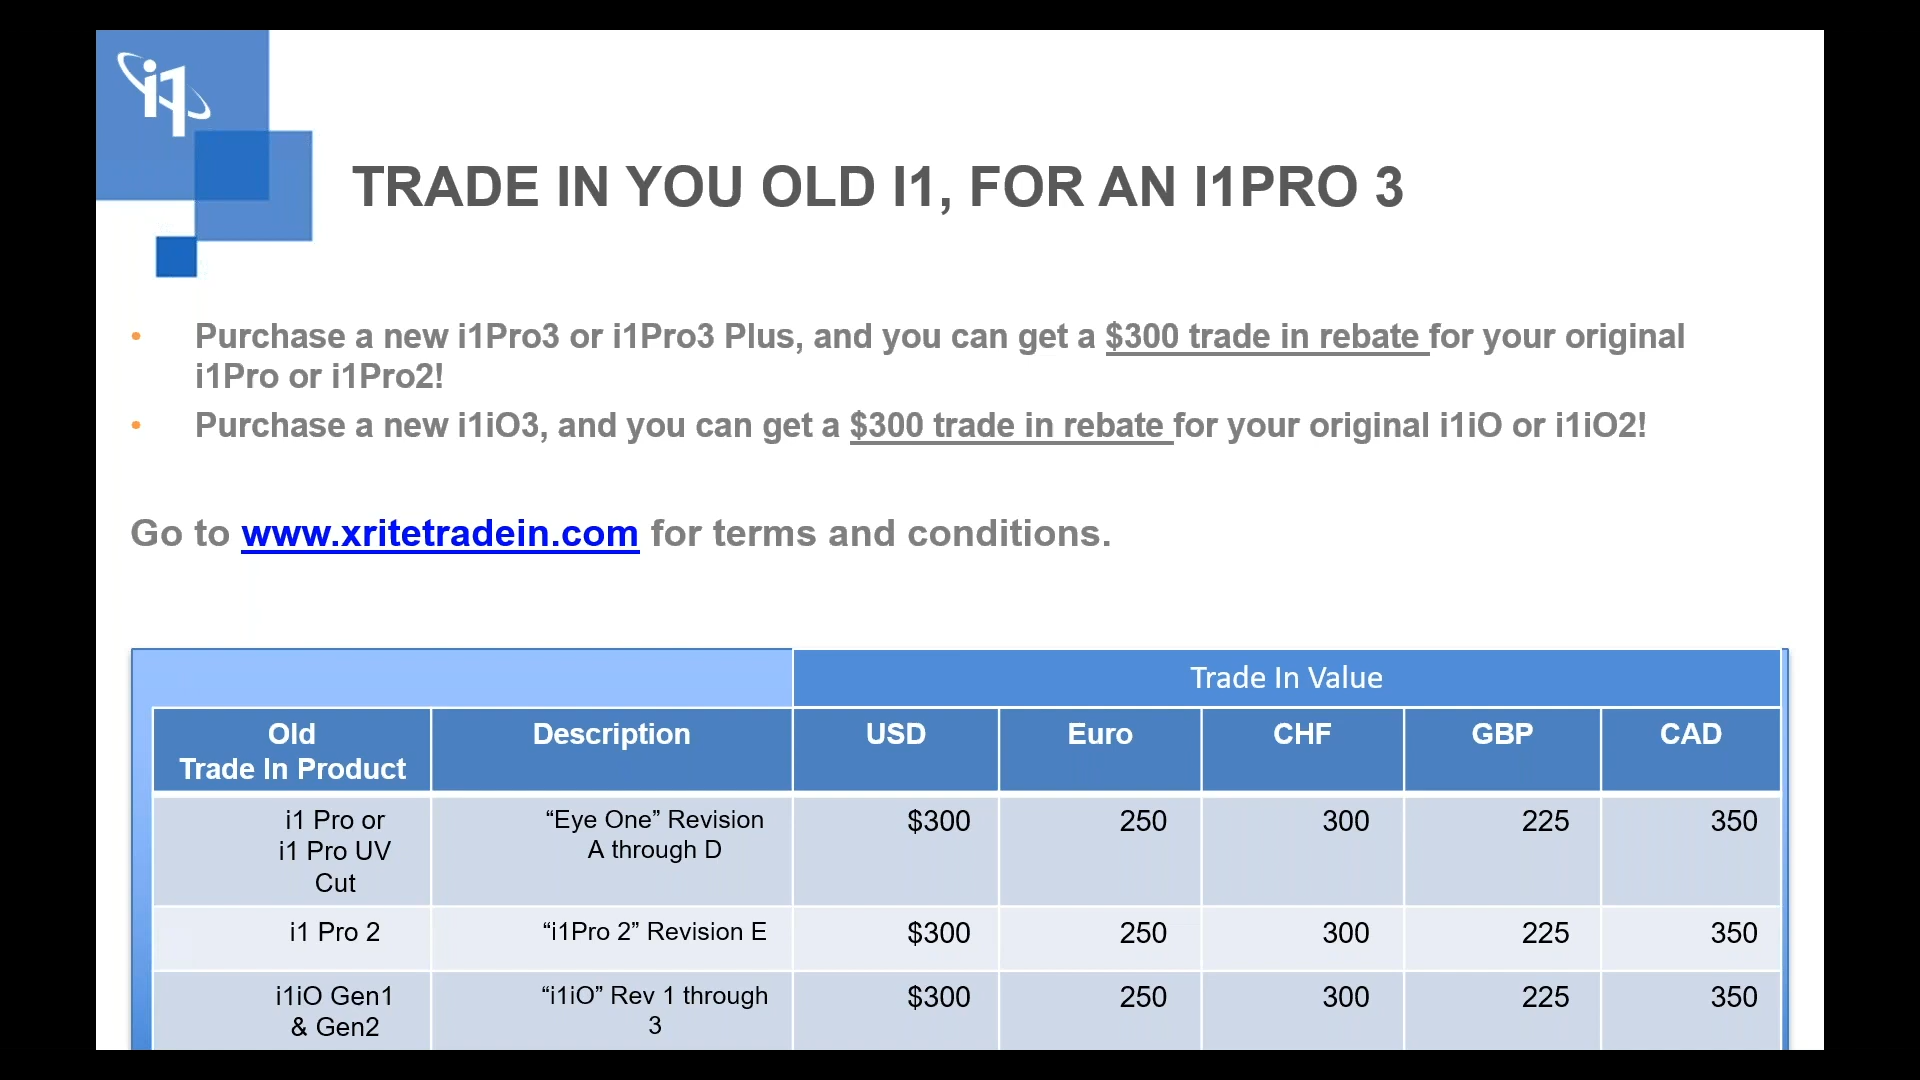 i1
TRADE IN YOU OLD I1, FOR AN I1PRO 3
• Purchase a new i1Pro3 or i1Pro3 Plus, and you can get a $300 trade in rebate for your original
i1Pro or i1Pro2!
• Purchase a new i1iO3, and you can get a $300 trade in rebate for your original i1iO or i1iO2!
Go to www.xritetradein.com for terms and conditions.
Trade In Value
Old
Trade In Product
Description
USD
Euro
CHF
GBP
CAD
i1 Pro or
i1 Pro UV
Cut
“Eye One” Revision
A through D
$300
250
300
225
350
i1 Pro 2
“i1Pro 2” Revision E
$300
250
300
225
350
i1iO Gen1
& Gen2
“i1iO” Rev 1 through
3
$300
250
300
225
350